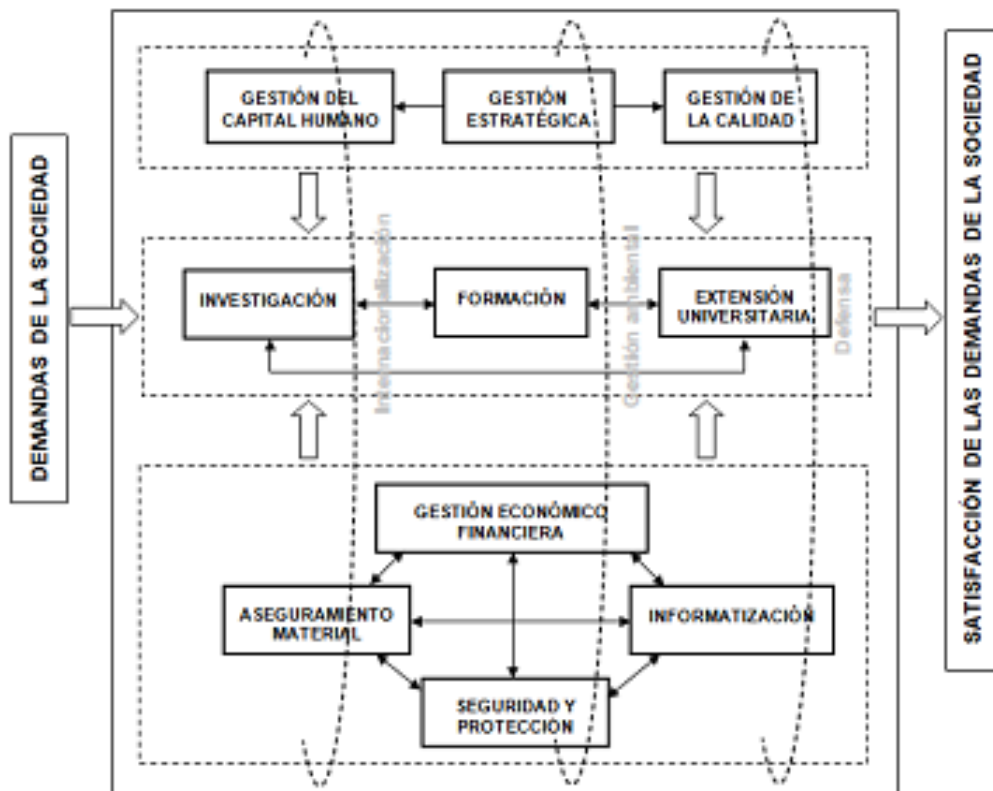 DEMANDAS DE LA SOCIEDAD
GESTIÓN DEL
CAPITAL HUMANO
GESTIÓN
ESTRATÉGICA
GESTIÓN DE
LA CALIDAD
INVESTIGACIÓN
Internacionalización
FORMACIÓN
Gestión ambiental
EXTENSIÓN
UNIVERSITARIA
Defensa
GESTIÓN ECONÓMICO
FINANCIERA
ASEGURAMIENTO
MATERIAL
INFORMATIZACIÓN
SEGURIDAD Y
PROTECCIÓN
SATISFACCIÓN DE LAS DEMANDAS DE LA SOCIEDAD